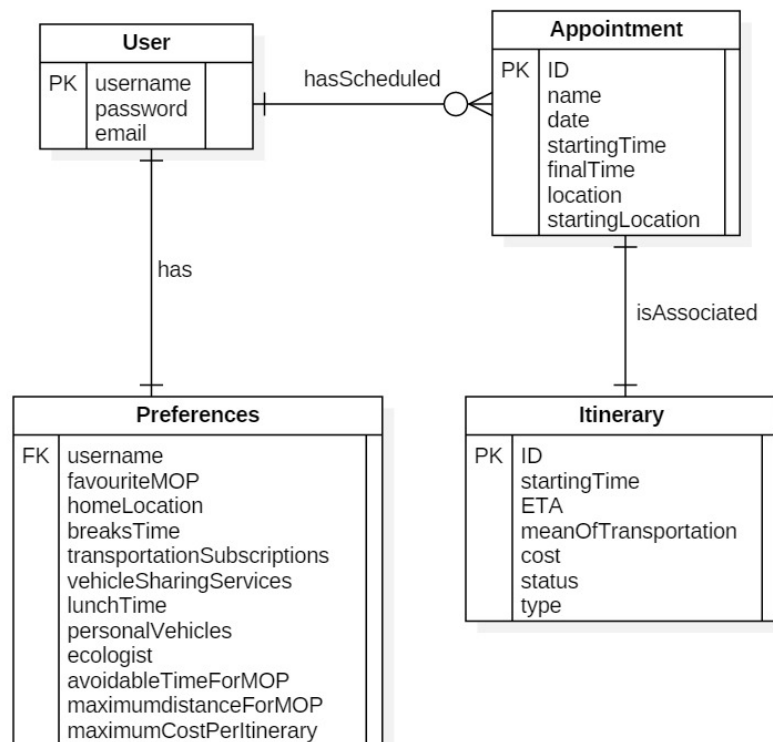 User
PK username
password
email
hasScheduled
Appointment
PK ID
name
date
startingTime
finalTime
location
startingLocation
has
isAssociated
Preferences
FK username
favouriteMOP
homeLocation
breaksTime
transportationSubscriptions
vehicleSharingServices
lunchTime
personalVehicles
ecologist
avoidableTimeForMOP
maximumdistanceForMOP
maximumCostPerItinerary
Itinerary
PK ID
startingTime
ETA
meanOfTransportation
cost
status
type